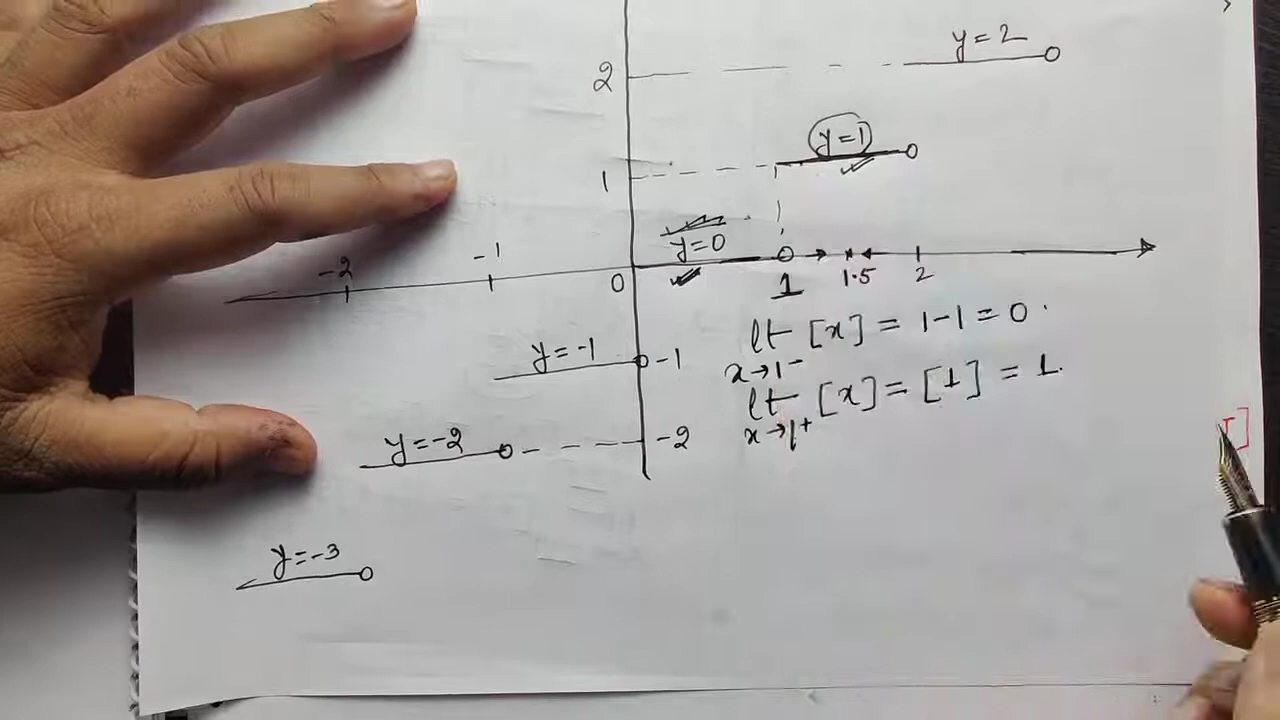 y = 2
2
y = 1
1
y = 0
-2
-1
0
1
1.5
2
lt [x] = 1 - 1 = 0 .
x → 1⁻
y = -1
-1
lt [x] = [1] = 1.
x → 1⁺
y = -2
-2
]
y = -3